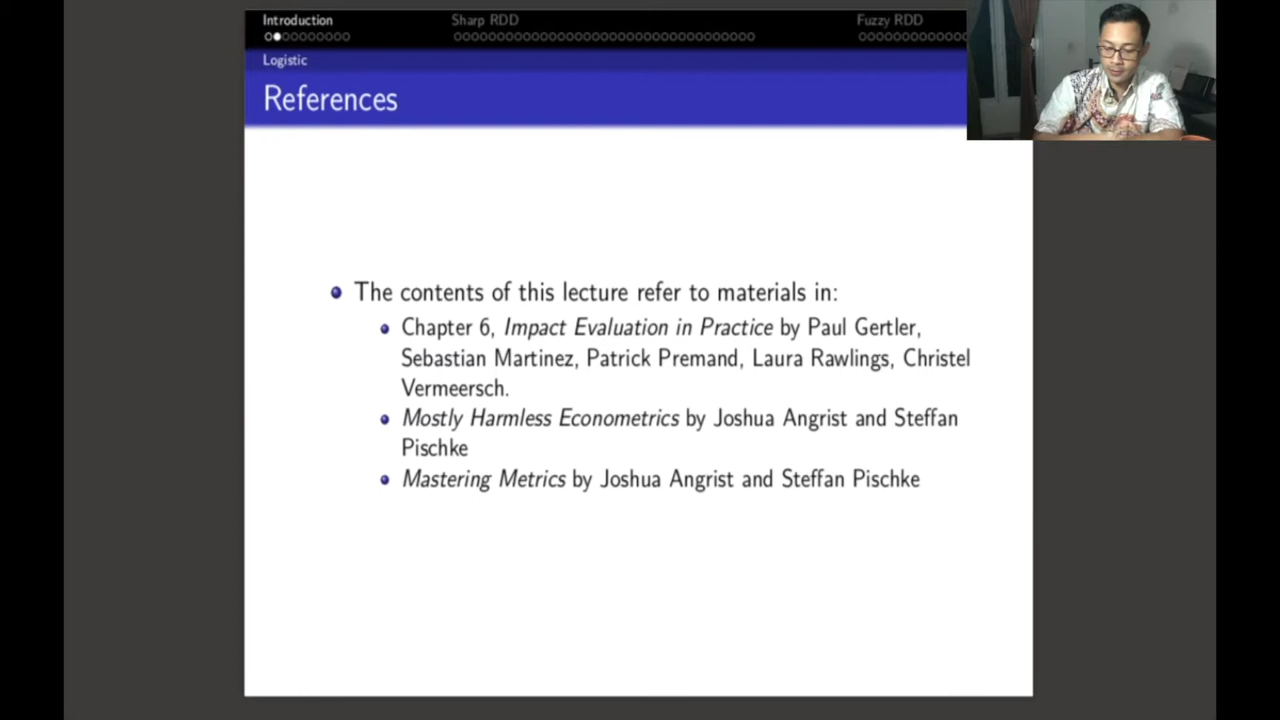 Introduction
Sharp RDD
Fuzzy RDD
Logistic
References
The contents of this lecture refer to materials in:
Chapter 6, Impact Evaluation in Practice by Paul Gertler,
Sebastian Martinez, Patrick Premand, Laura Rawlings, Christel
Vermeersch.
Mostly Harmless Econometrics by Joshua Angrist and Steffan
Pischke
Mastering Metrics by Joshua Angrist and Steffan Pischke